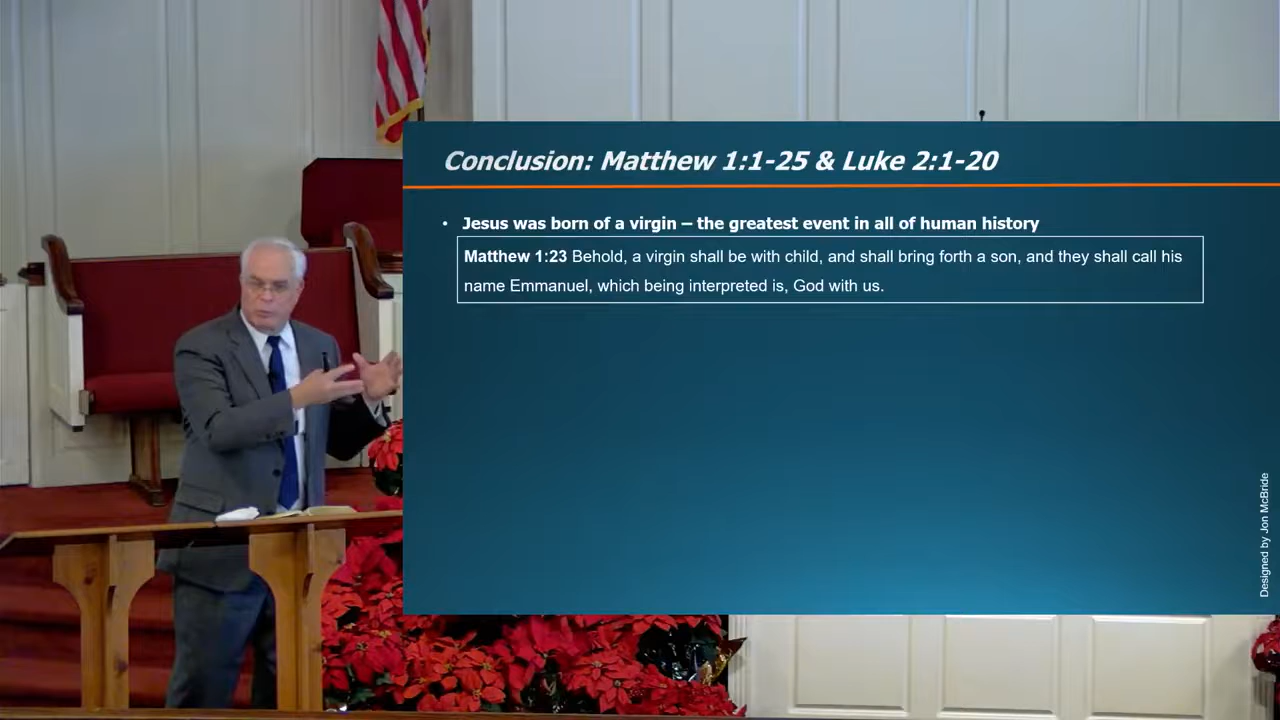 Conclusion: Matthew 1:1-25 & Luke 2:1-20
• Jesus was born of a virgin – the greatest event in all of human history
Matthew 1:23 Behold, a virgin shall be with child, and shall bring forth a son, and they shall call his
name Emmanuel, which being interpreted is, God with us.
Designed by Jon McBride